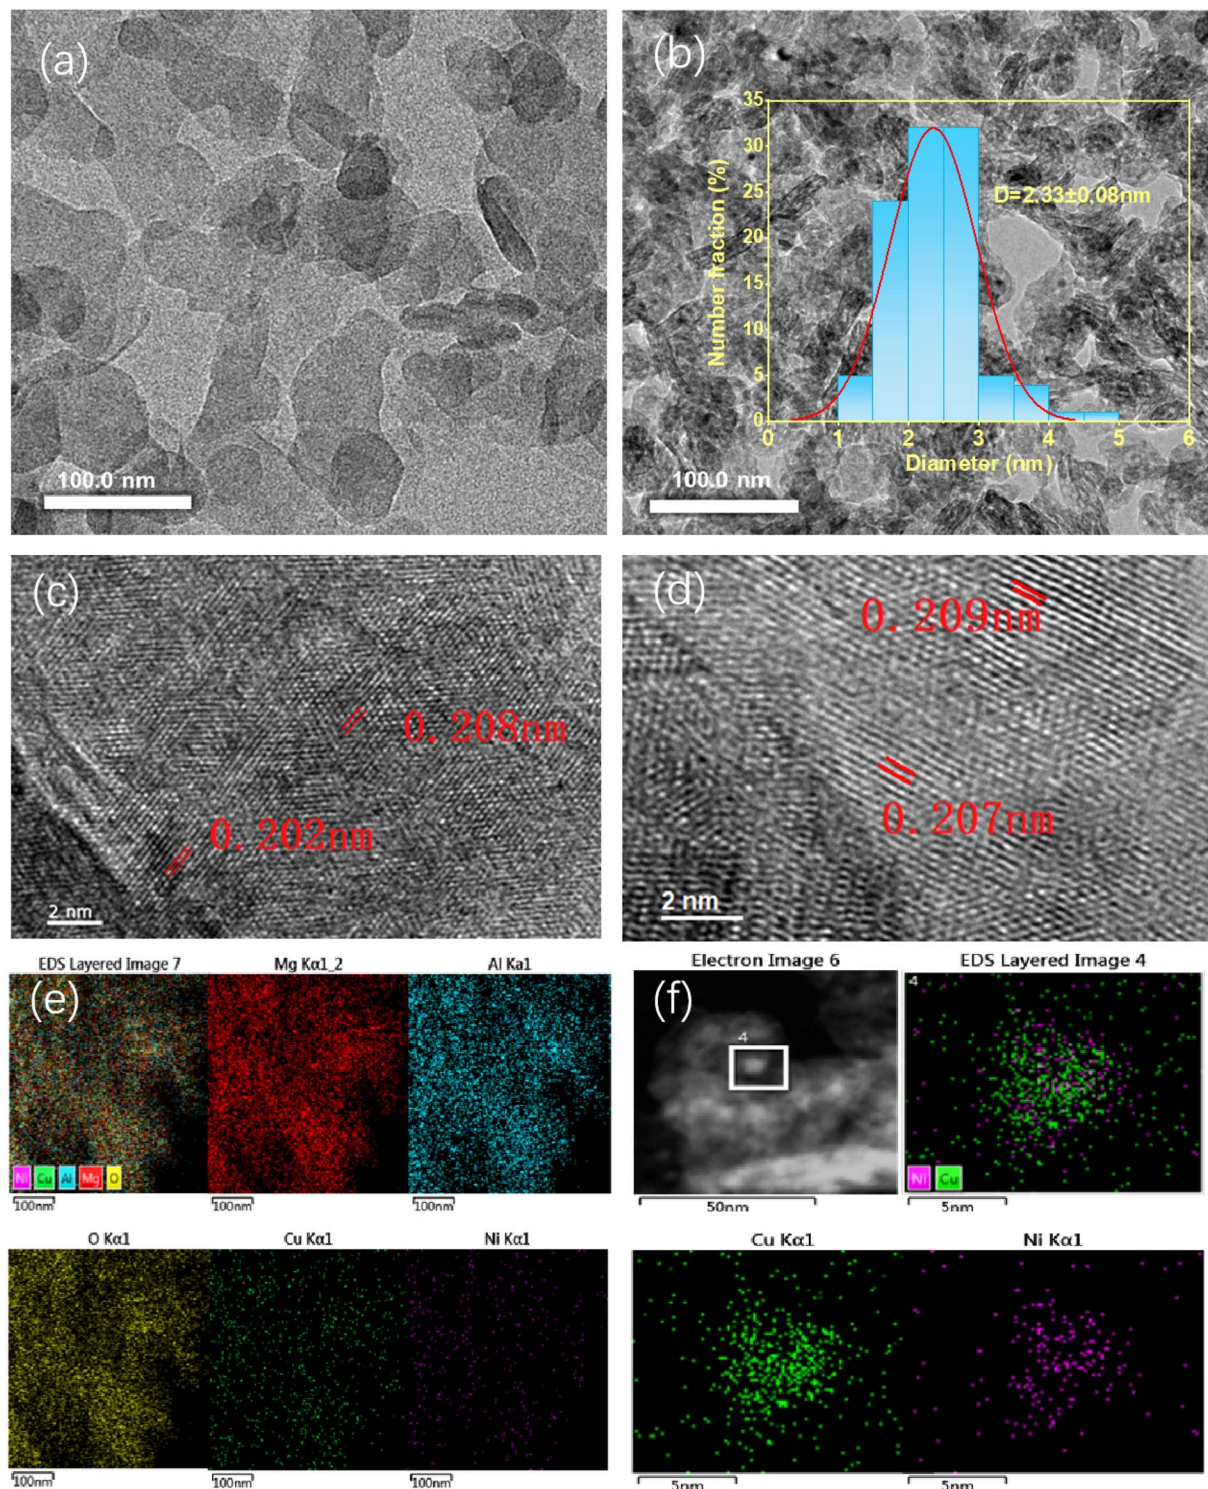 (a)
100.0 nm
(b)
35
30
25
20
15
10
5
0
Number fraction (%)
D=2.33±0.08nm
0 1 2 3 4 5 6
Diameter (nm)
100.0 nm
(c)
0.208nm
0.202nm
2 nm
(d)
0.209nm
0.207nm
2 nm
(e)
EDS Layered Image 7
Ni Cu Al Mg O
100nm
Mg Kα1_2
100nm
Al Ka1
100nm
O Kα1
100nm
Cu Kα1
100nm
Ni Kα1
100nm
(f)
Electron Image 6
4
50nm
EDS Layered Image 4
4
Ni Cu
5nm
Cu Kα1
5nm
Ni Kα1
5nm